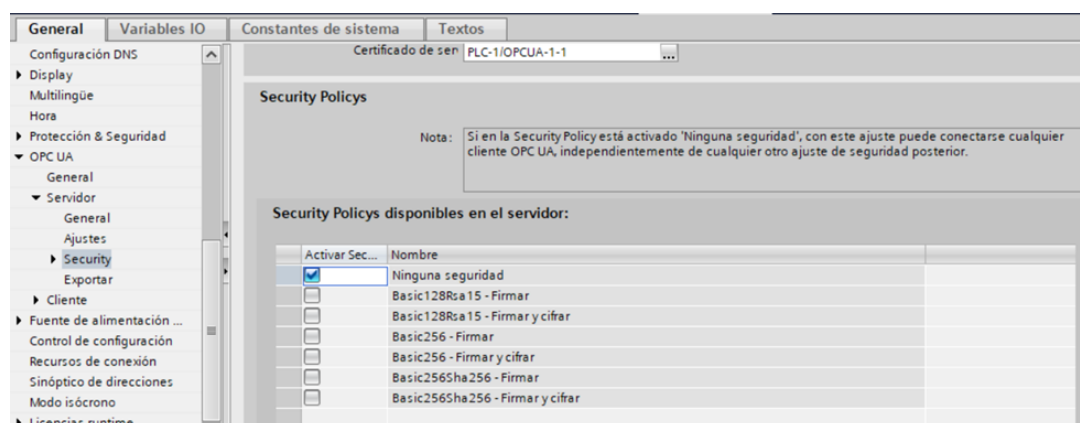 General
Variables IO
Constantes de sistema
Textos
Configuración DNS
Display
Multilingüe
Hora
Protección & Seguridad
OPC UA
General
Servidor
General
Ajustes
Security
Exportar
Cliente
Fuente de alimentación ...
Control de configuración
Recursos de conexión
Sinóptico de direcciones
Modo isócrono
Licencias runtime
Certificado de ser PLC-1/OPCUA-1-1 ...
Security Policys
Nota: Si en la Security Policy está activado 'Ninguna seguridad', con este ajuste puede conectarse cualquier
cliente OPC UA, independientemente de cualquier otro ajuste de seguridad posterior.
Security Policys disponibles en el servidor:
Activar Sec... Nombre
Ninguna seguridad
Basic128Rsa15 - Firmar
Basic128Rsa15 - Firmar y cifrar
Basic256 - Firmar
Basic256 - Firmar y cifrar
Basic256Sha256 - Firmar
Basic256Sha256 - Firmar y cifrar